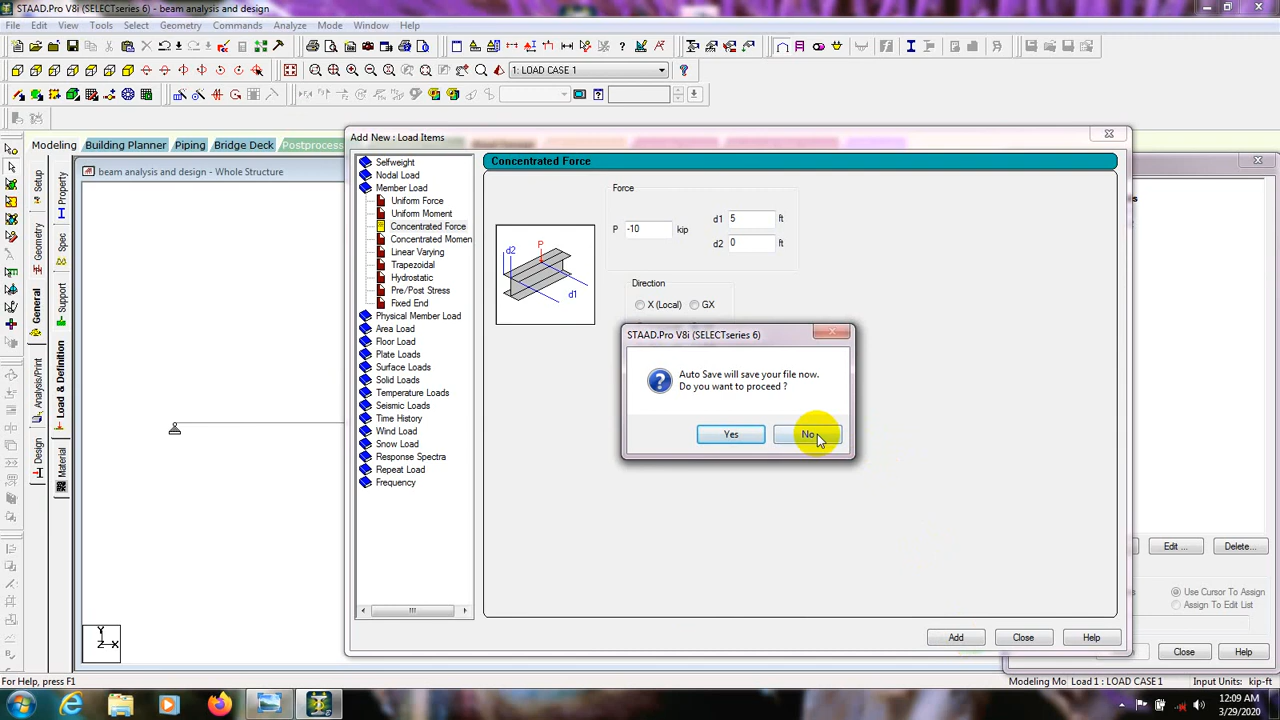 STAAD.Pro V8i (SELECTseries 6) - beam analysis and design
File Edit View Tools Select Geometry Commands Analyze Mode Window Help
1: LOAD CASE 1
Modeling Building Planner Piping Bridge Deck Postprocess
beam analysis and design - Whole Structure
Setup
Geometry
General
Analysis/Print
Design
Property
Spec
Support
Load & Definition
Material
Add New : Load Items
Selfweight
Nodal Load
Member Load
Uniform Force
Uniform Moment
Concentrated Force
Concentrated Momen
Linear Varying
Trapezoidal
Hydrostatic
Pre/Post Stress
Fixed End
Physical Member Load
Area Load
Floor Load
Plate Loads
Surface Loads
Solid Loads
Temperature Loads
Seismic Loads
Time History
Wind Load
Snow Load
Response Spectra
Repeat Load
Frequency
Concentrated Force
Force
P -10 kip
d1 5 ft
d2 0 ft
d2 P d1
Direction
X (Local) GX
STAAD.Pro V8i (SELECTseries 6)
Auto Save will save your file now.
Do you want to proceed ?
Yes No
Add Close Help
Edit ... Delete...
Use Cursor To Assign
Assign To Edit List
Close Help
Y
Z X
For Help, press F1
Modeling Mo Load 1 : LOAD CASE 1 Input Units: kip-ft
12:09 AM
3/29/2020